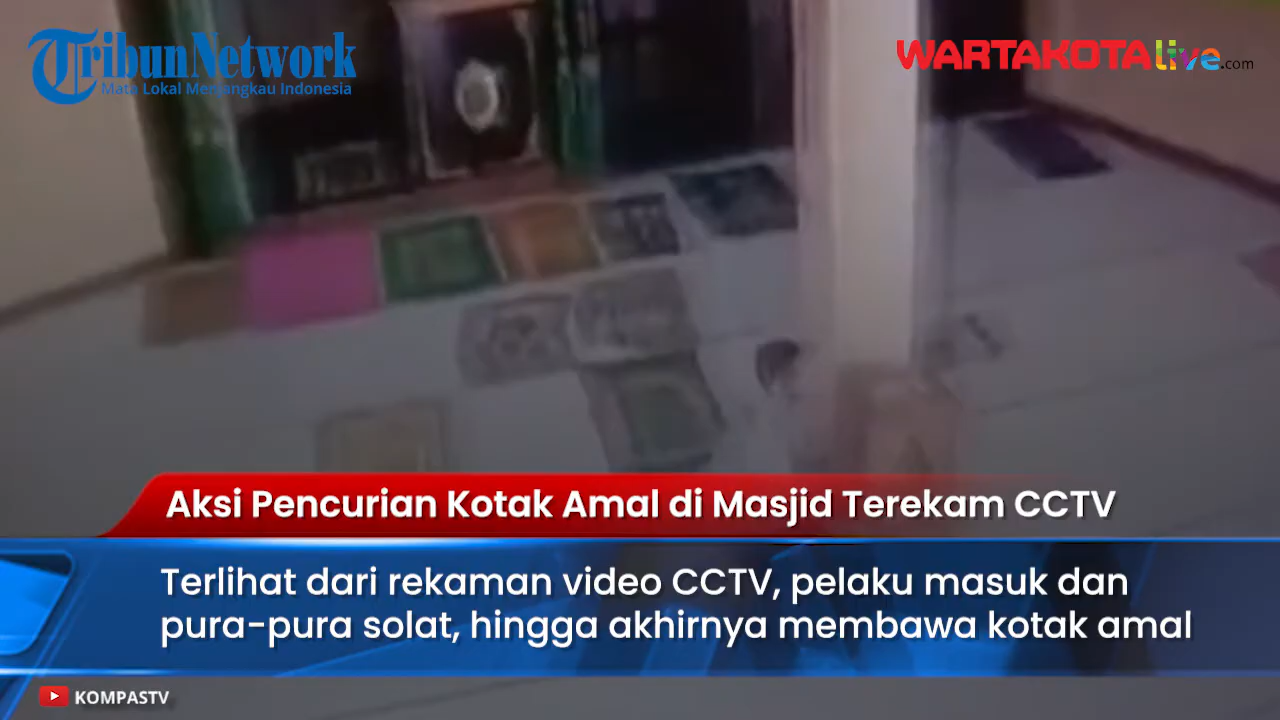 TribunNetwork
Mata Lokal Menjangkau Indonesia
WARTAKOTAlive.com
Aksi Pencurian Kotak Amal di Masjid Terekam CCTV
Terlihat dari rekaman video CCTV, pelaku masuk dan
pura-pura solat, hingga akhirnya membawa kotak amal
KOMPASTV